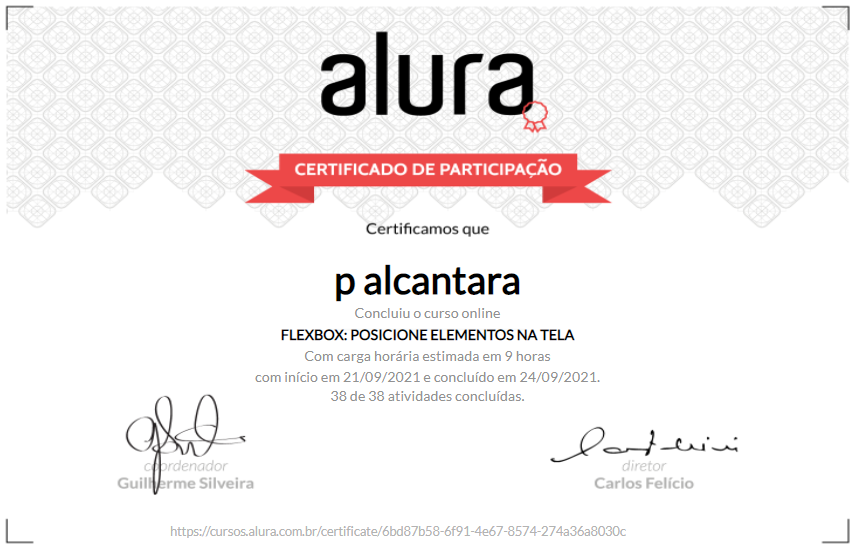 alura
CERTIFICADO DE PARTICIPAÇÃO
Certificamos que
p alcantara
Concluiu o curso online
FLEXBOX: POSICIONE ELEMENTOS NA TELA
Com carga horária estimada em 9 horas
com início em 21/09/2021 e concluído em 24/09/2021.
38 de 38 atividades concluídas.
coordenador
Guilherme Silveira
diretor
Carlos Felício
https://cursos.alura.com.br/certificate/6bd87b58-6f91-4e67-8574-274a36a8030c